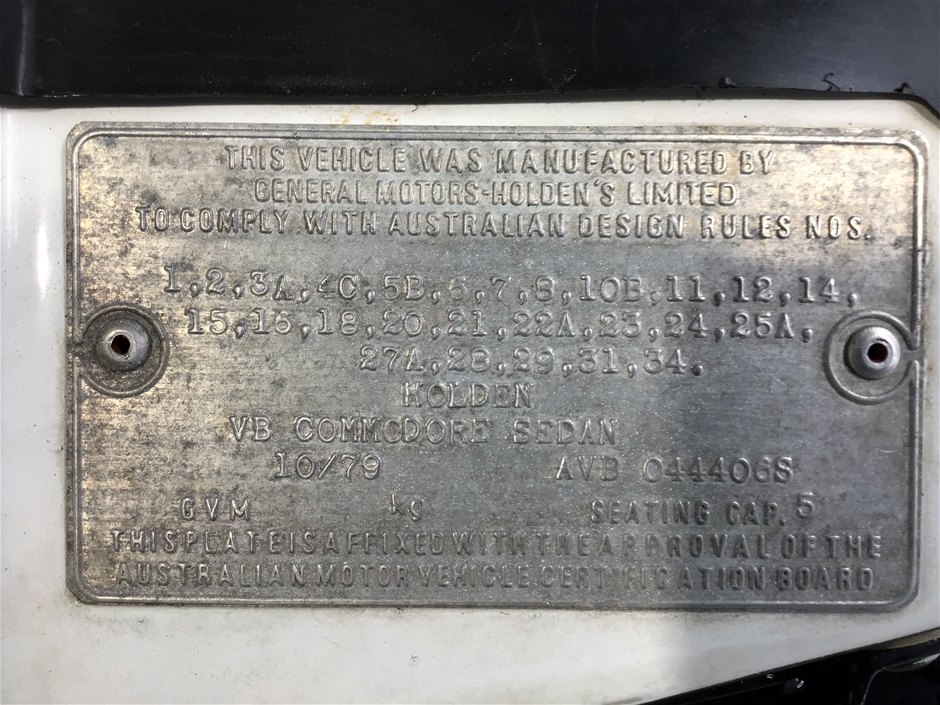 THIS VEHICLE WAS MANUFACTURED BY
GENERAL MOTORS-HOLDEN'S LIMITED
TO COMPLY WITH AUSTRALIAN DESIGN RULES NOS.
1,2,3A,4C,5B,6,7,8,10B,11,12,14,
15,16,18,20,21,22A,23,24,25A,
27A,28,29,31,34.
HOLDEN
VB COMMODORE SEDAN
10/79 AVB 044406S
GVM kg SEATING CAP. 5
THIS PLATE IS AFFIXED WITH THE APPROVAL OF THE
AUSTRALIAN MOTOR VEHICLE CERTIFICATION BOARD